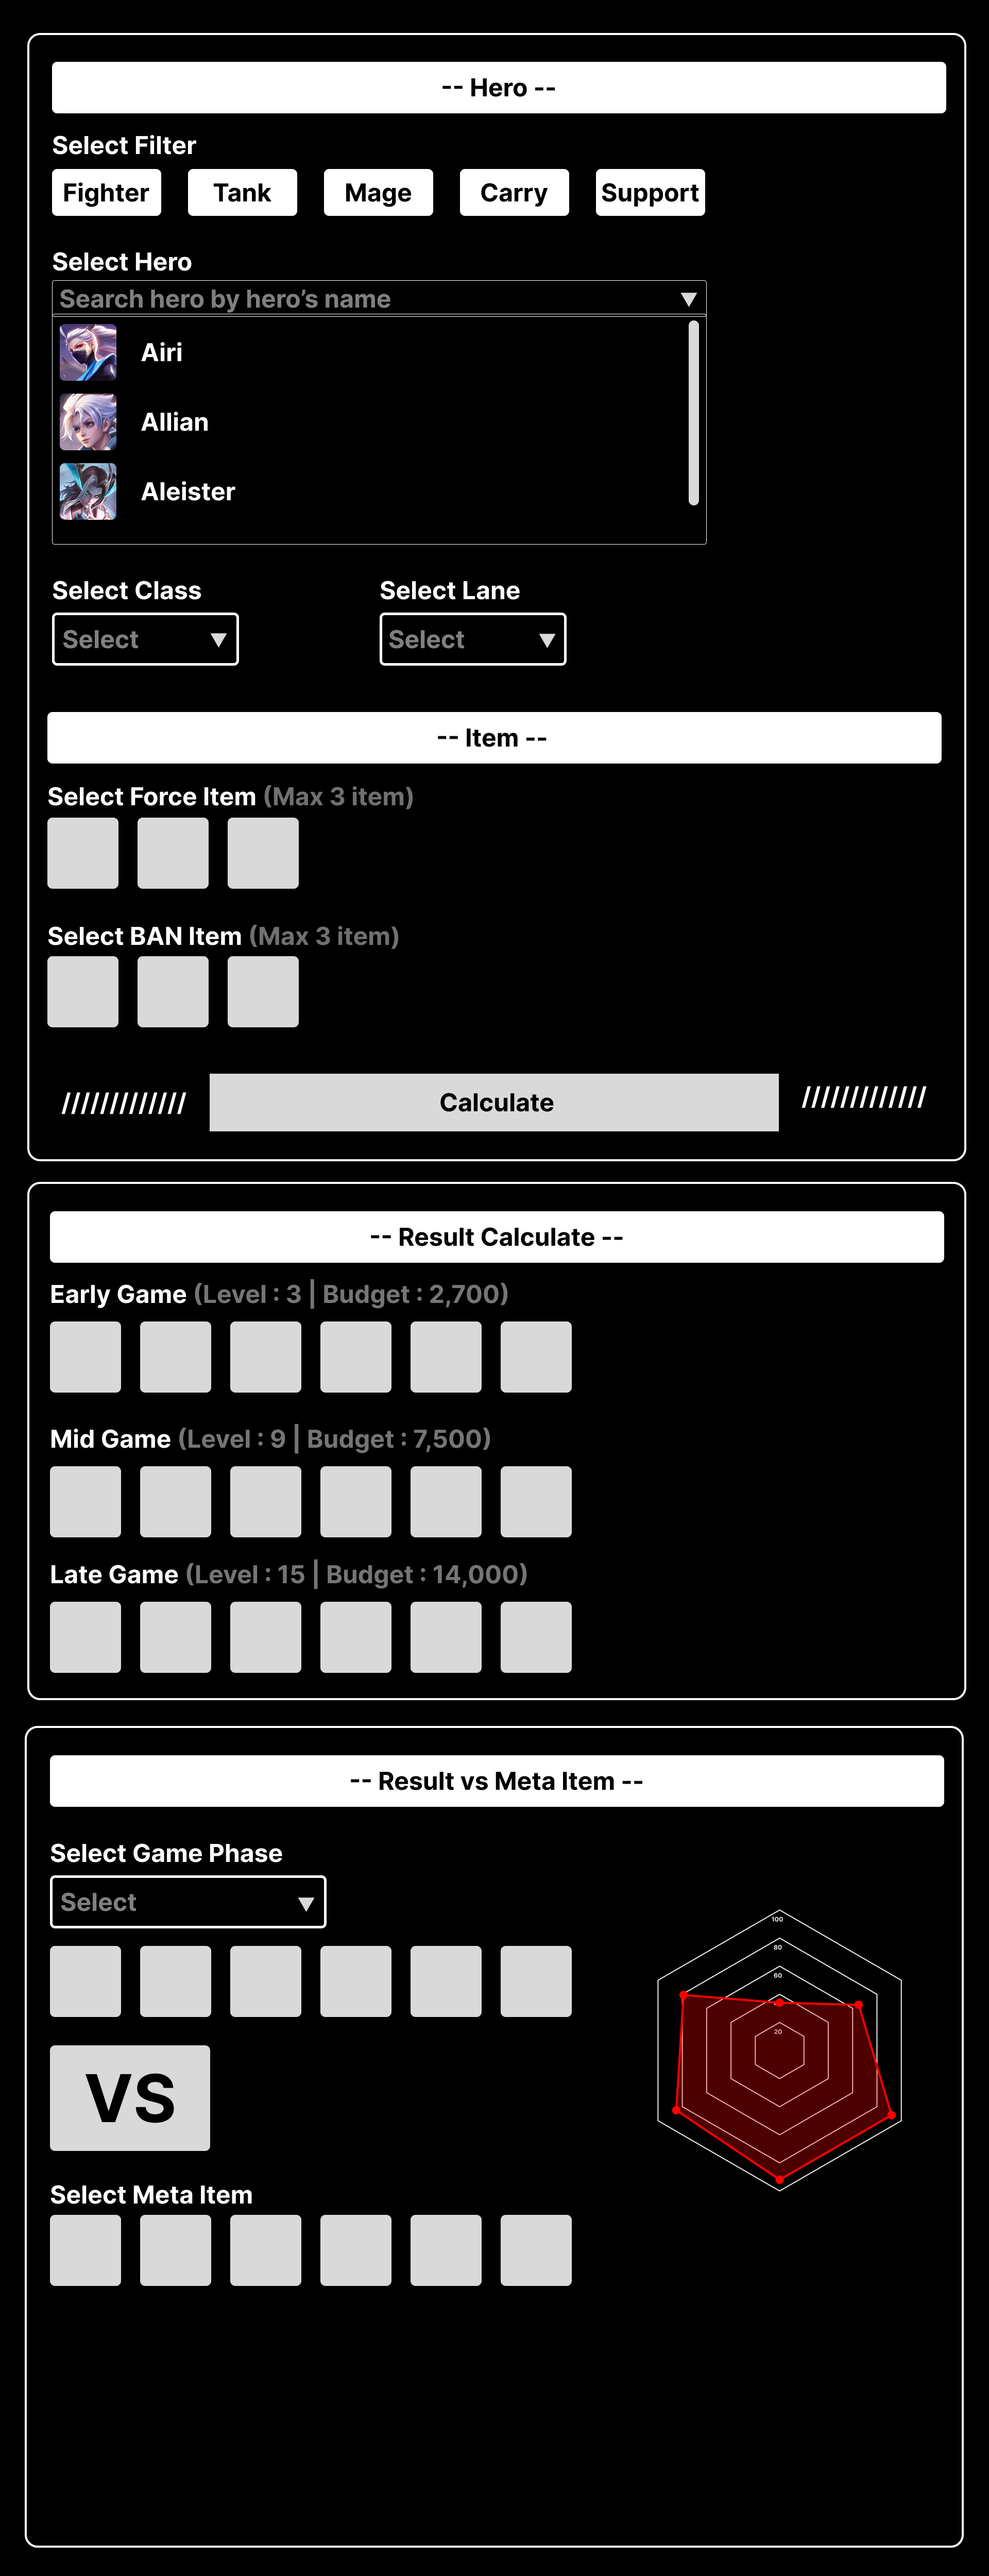 -- Hero --
Select Filter
Fighter Tank Mage Carry Support
Select Hero
Search hero by hero’s name
Airi
Allian
Aleister
Select Class Select Lane
Select Select
-- Item --
Select Force Item (Max 3 item)
Select BAN Item (Max 3 item)
///////////// Calculate /////////////
-- Result Calculate --
Early Game (Level : 3 | Budget : 2,700)
Mid Game (Level : 9 | Budget : 7,500)
Late Game (Level : 15 | Budget : 14,000)
-- Result vs Meta Item --
Select Game Phase
Select
100
80
60
20
VS
Select Meta Item